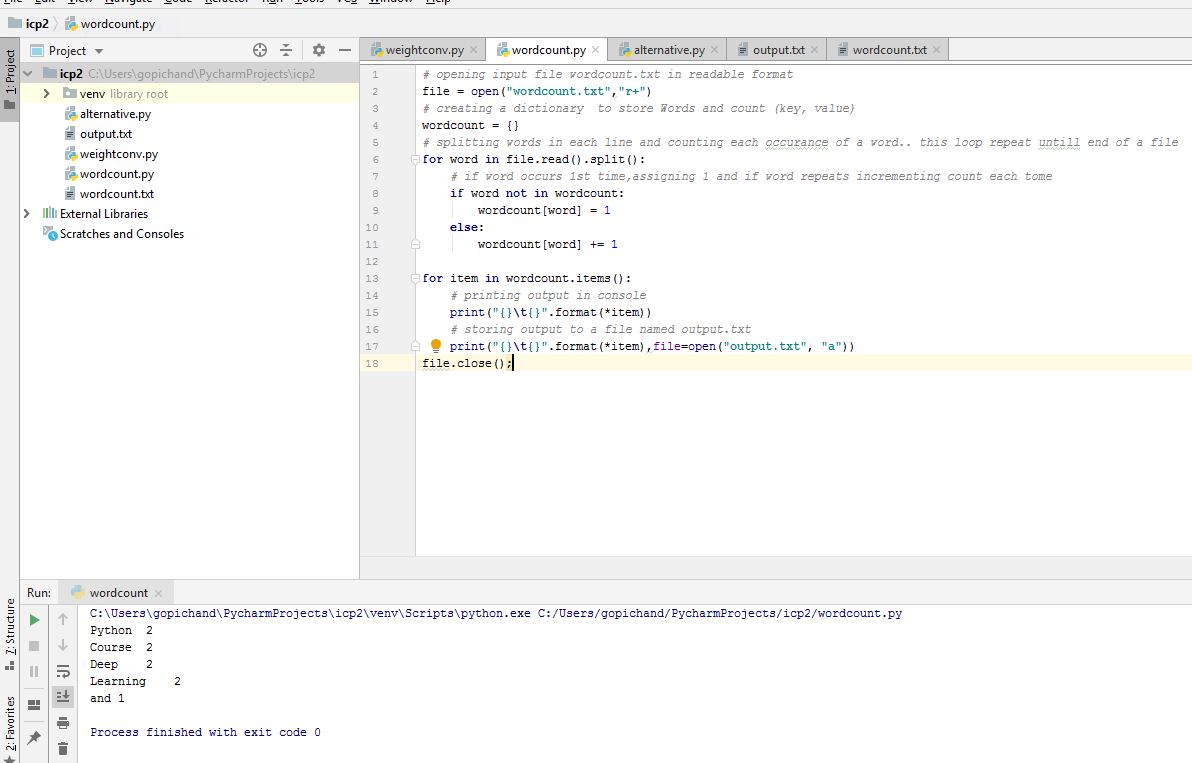 File Edit View Navigate Code Refactor Run Tools VCS Window Help
icp2 wordcount.py
1: Project
Project
weightconv.py wordcount.py alternative.py output.txt wordcount.txt
icp2 C:\Users\gopichand\PycharmProjects\icp2
venv library root
alternative.py
output.txt
weightconv.py
wordcount.py
wordcount.txt
External Libraries
Scratches and Consoles
1 # opening input file wordcount.txt in readable format
2 file = open("wordcount.txt","r+")
3 # creating a dictionary  to store Words and count (key, value)
4 wordcount = {}
5 # splitting words in each line and counting each occurance of a word.. this loop repeat untill end of a file
6 for word in file.read().split():
7     # if word occurs 1st time,assigning 1 and if word repeats incrementing count each tome
8     if word not in wordcount:
9         wordcount[word] = 1
10     else:
11         wordcount[word] += 1
12
13 for item in wordcount.items():
14     # printing output in console
15     print("{}\t{}".format(*item))
16     # storing output to a file named output.txt
17     print("{}\t{}".format(*item),file=open("output.txt", "a"))
18 file.close();
Run: wordcount
C:\Users\gopichand\PycharmProjects\icp2\venv\Scripts\python.exe C:/Users/gopichand/PycharmProjects/icp2/wordcount.py
Python  2
Course  2
Deep    2
Learning    2
and 1
Process finished with exit code 0
7: Structure
2: Favorites